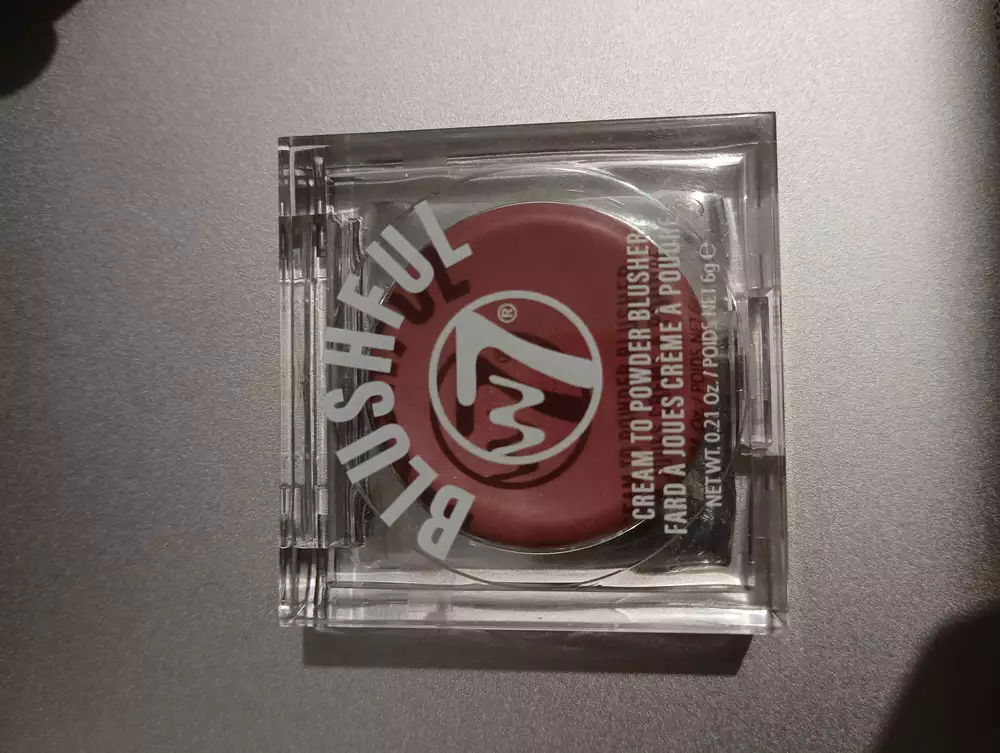 BLUSHFUL
W7®
CREAM TO POWDER BLUSHER
FARD À JOUES CRÈME À POUDRE
NET WT. 0.21 Oz. / POIDS NET 6g ℮